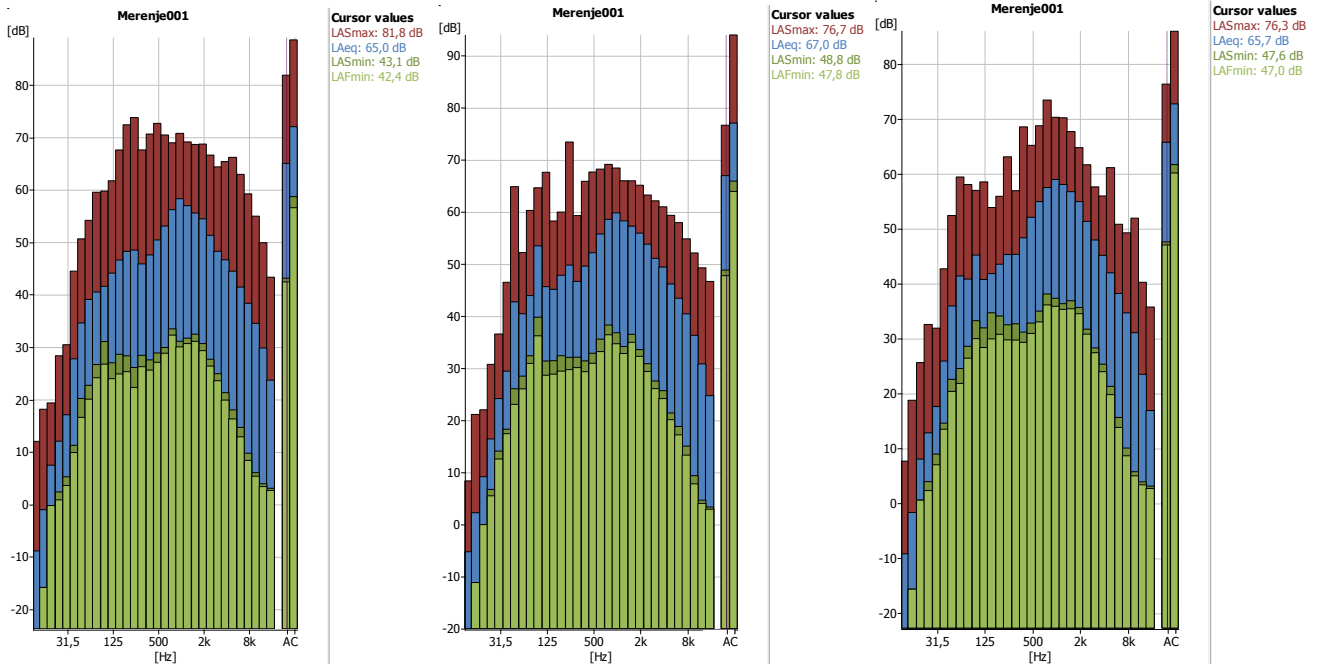 Merenje001
[dB]
80
70
60
50
40
30
20
10
0
-10
-20
31,5 125 500 2k 8k AC
[Hz]
Cursor values
LASmax: 81,8 dB
LAeq: 65,0 dB
LASmin: 43,1 dB
LAFmin: 42,4 dB
Merenje001
[dB]
90
80
70
60
50
40
30
20
10
0
-10
-20
31,5 125 500 2k 8k AC
[Hz]
Cursor values
LASmax: 76,7 dB
LAeq: 67,0 dB
LASmin: 48,8 dB
LAFmin: 47,8 dB
Merenje001
[dB]
80
70
60
50
40
30
20
10
0
-10
-20
31,5 125 500 2k 8k AC
[Hz]
Cursor values
LASmax: 76,3 dB
LAeq: 65,7 dB
LASmin: 47,6 dB
LAFmin: 47,0 dB